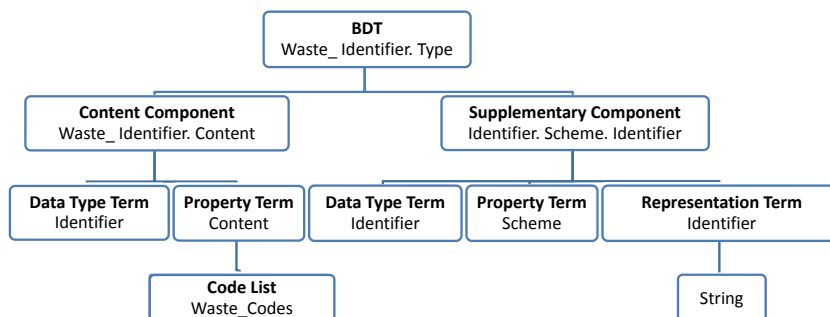 BDT
Waste_ Identifier. Type
Content Component
Waste_ Identifier. Content
Supplementary Component
Identifier. Scheme. Identifier
Data Type Term
Identifier
Property Term
Content
Data Type Term
Identifier
Property Term
Scheme
Representation Term
Identifier
Code List
Waste_Codes
String